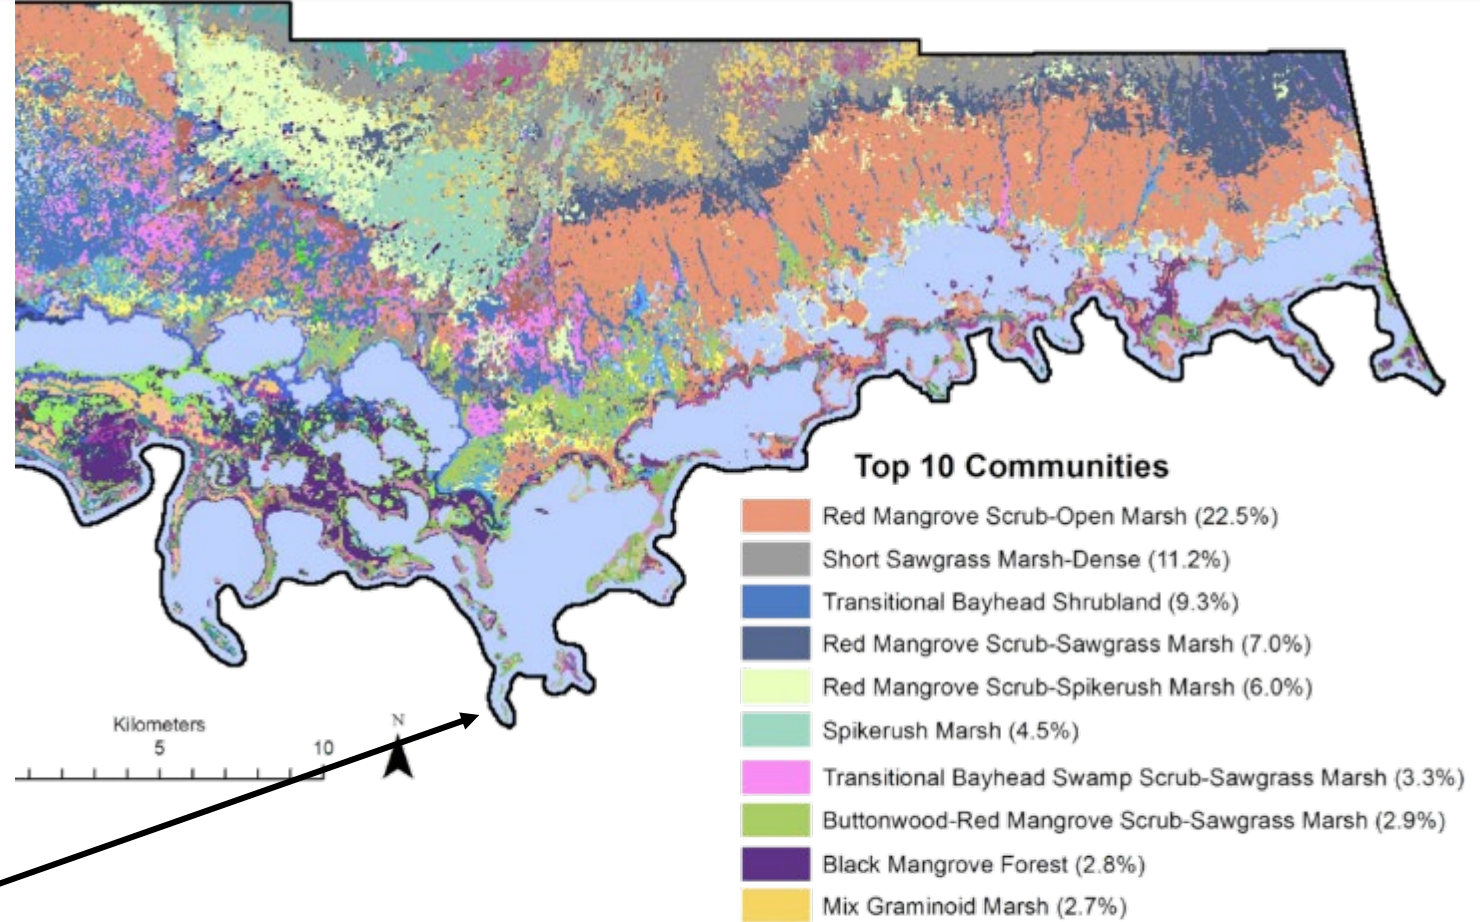 Top 10 Communities
Red Mangrove Scrub-Open Marsh (22.5%)
Short Sawgrass Marsh-Dense (11.2%)
Transitional Bayhead Shrubland (9.3%)
Red Mangrove Scrub-Sawgrass Marsh (7.0%)
Red Mangrove Scrub-Spikerush Marsh (6.0%)
Spikerush Marsh (4.5%)
Transitional Bayhead Swamp Scrub-Sawgrass Marsh (3.3%)
Buttonwood-Red Mangrove Scrub-Sawgrass Marsh (2.9%)
Black Mangrove Forest (2.8%)
Mix Graminoid Marsh (2.7%)
Kilometers
5 10
N